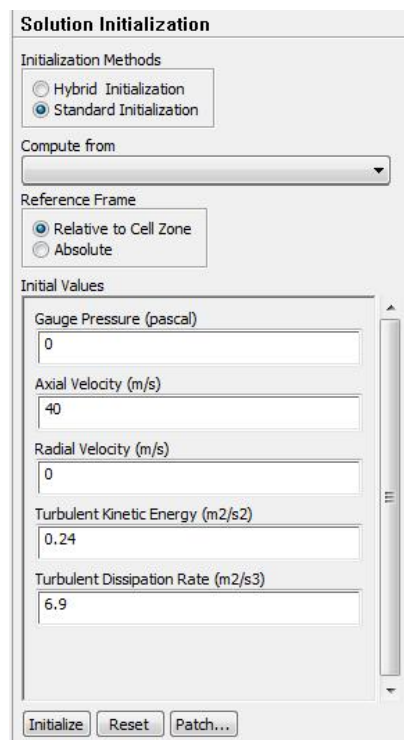 Solution Initialization
Initialization Methods
Hybrid Initialization
Standard Initialization
Compute from
Reference Frame
Relative to Cell Zone
Absolute
Initial Values
Gauge Pressure (pascal)
0
Axial Velocity (m/s)
40
Radial Velocity (m/s)
0
Turbulent Kinetic Energy (m2/s2)
0.24
Turbulent Dissipation Rate (m2/s3)
6.9
Initialize Reset Patch...